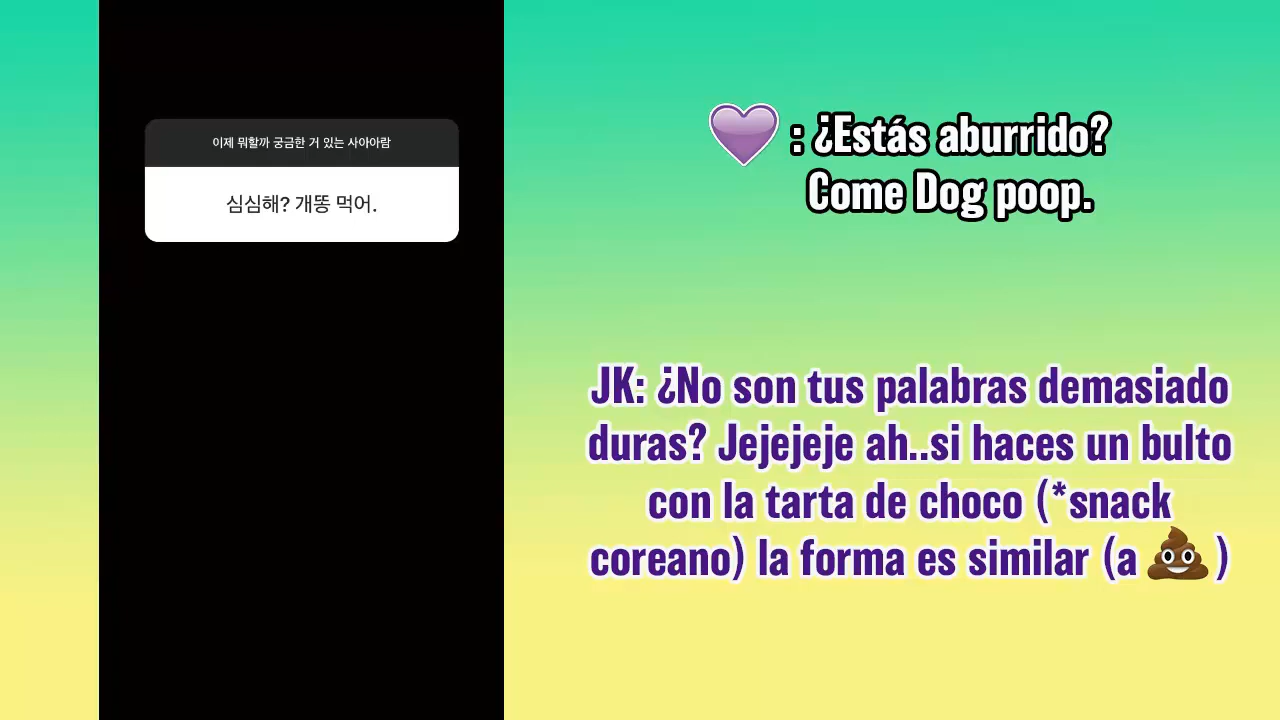 이제 뭐할까 궁금한 거 있는 사아아람
심심해? 개똥 먹어.
💜 : ¿Estás aburrido?
Come Dog poop.
JK: ¿No son tus palabras demasiado
duras? Jejejeje ah..si haces un bulto
con la tarta de choco (*snack
coreano) la forma es similar (a 💩 )